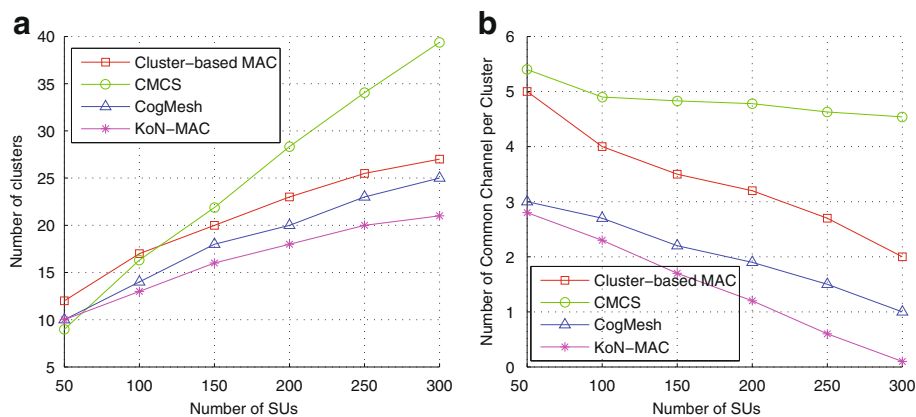 a
Number of clusters
40
35
30
25
20
15
10
5
Cluster-based MAC
CMCS
CogMesh
KoN-MAC
50 100 150 200 250 300
Number of SUs
b
Number of Common Channel per Cluster
6
5
4
3
2
1
0
Cluster-based MAC
CMCS
CogMesh
KoN-MAC
50 100 150 200 250 300
Number of SUs